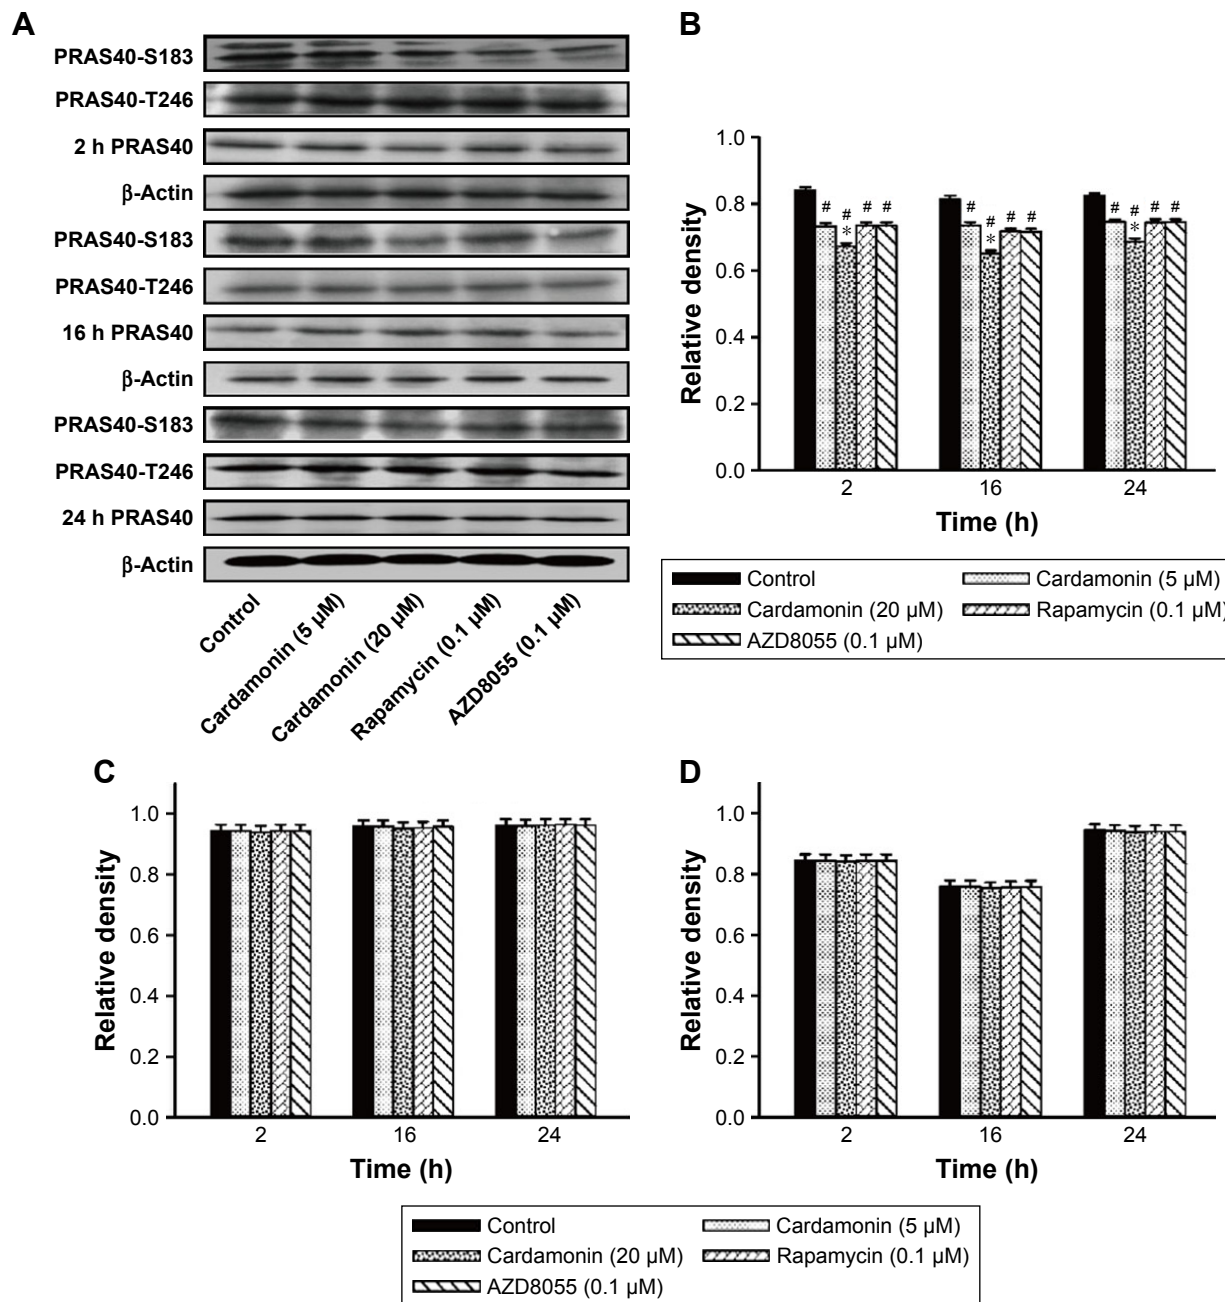 A
PRAS40-S183
PRAS40-T246
2 h PRAS40
β-Actin
PRAS40-S183
PRAS40-T246
16 h PRAS40
β-Actin
PRAS40-S183
PRAS40-T246
24 h PRAS40
β-Actin
Control
Cardamonin (5 µM)
Cardamonin (20 µM)
Rapamycin (0.1 µM)
AZD8055 (0.1 µM)
B
1.0
0.8
0.6
0.4
0.2
0.0
Relative density
# # * # #
# # * # #
# # * # #
2 16 24
Time (h)
Control Cardamonin (5 µM)
Cardamonin (20 µM) Rapamycin (0.1 µM)
AZD8055 (0.1 µM)
C
1.0
0.8
0.6
0.4
0.2
0.0
Relative density
2 16 24
Time (h)
D
1.0
0.8
0.6
0.4
0.2
0.0
Relative density
2 16 24
Time (h)
Control Cardamonin (5 µM)
Cardamonin (20 µM) Rapamycin (0.1 µM)
AZD8055 (0.1 µM)